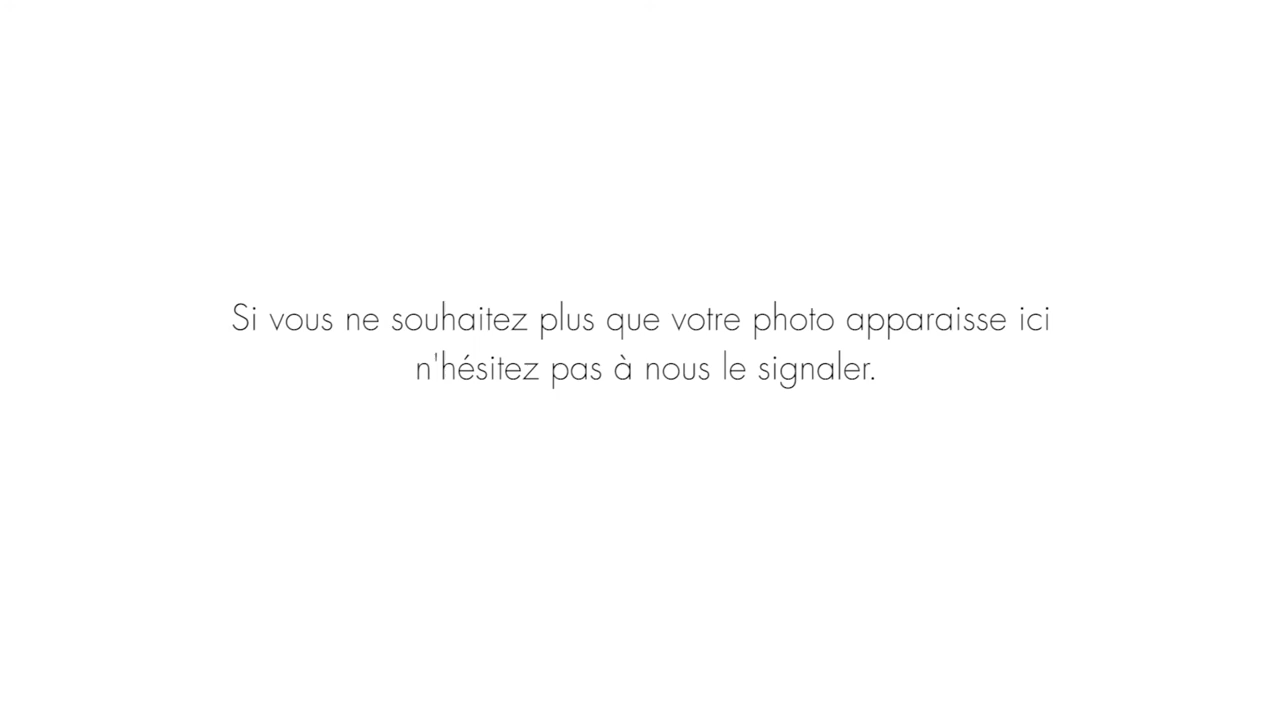 Si vous ne souhaitez plus que votre photo apparaisse ici
n'hésitez pas à nous le signaler.